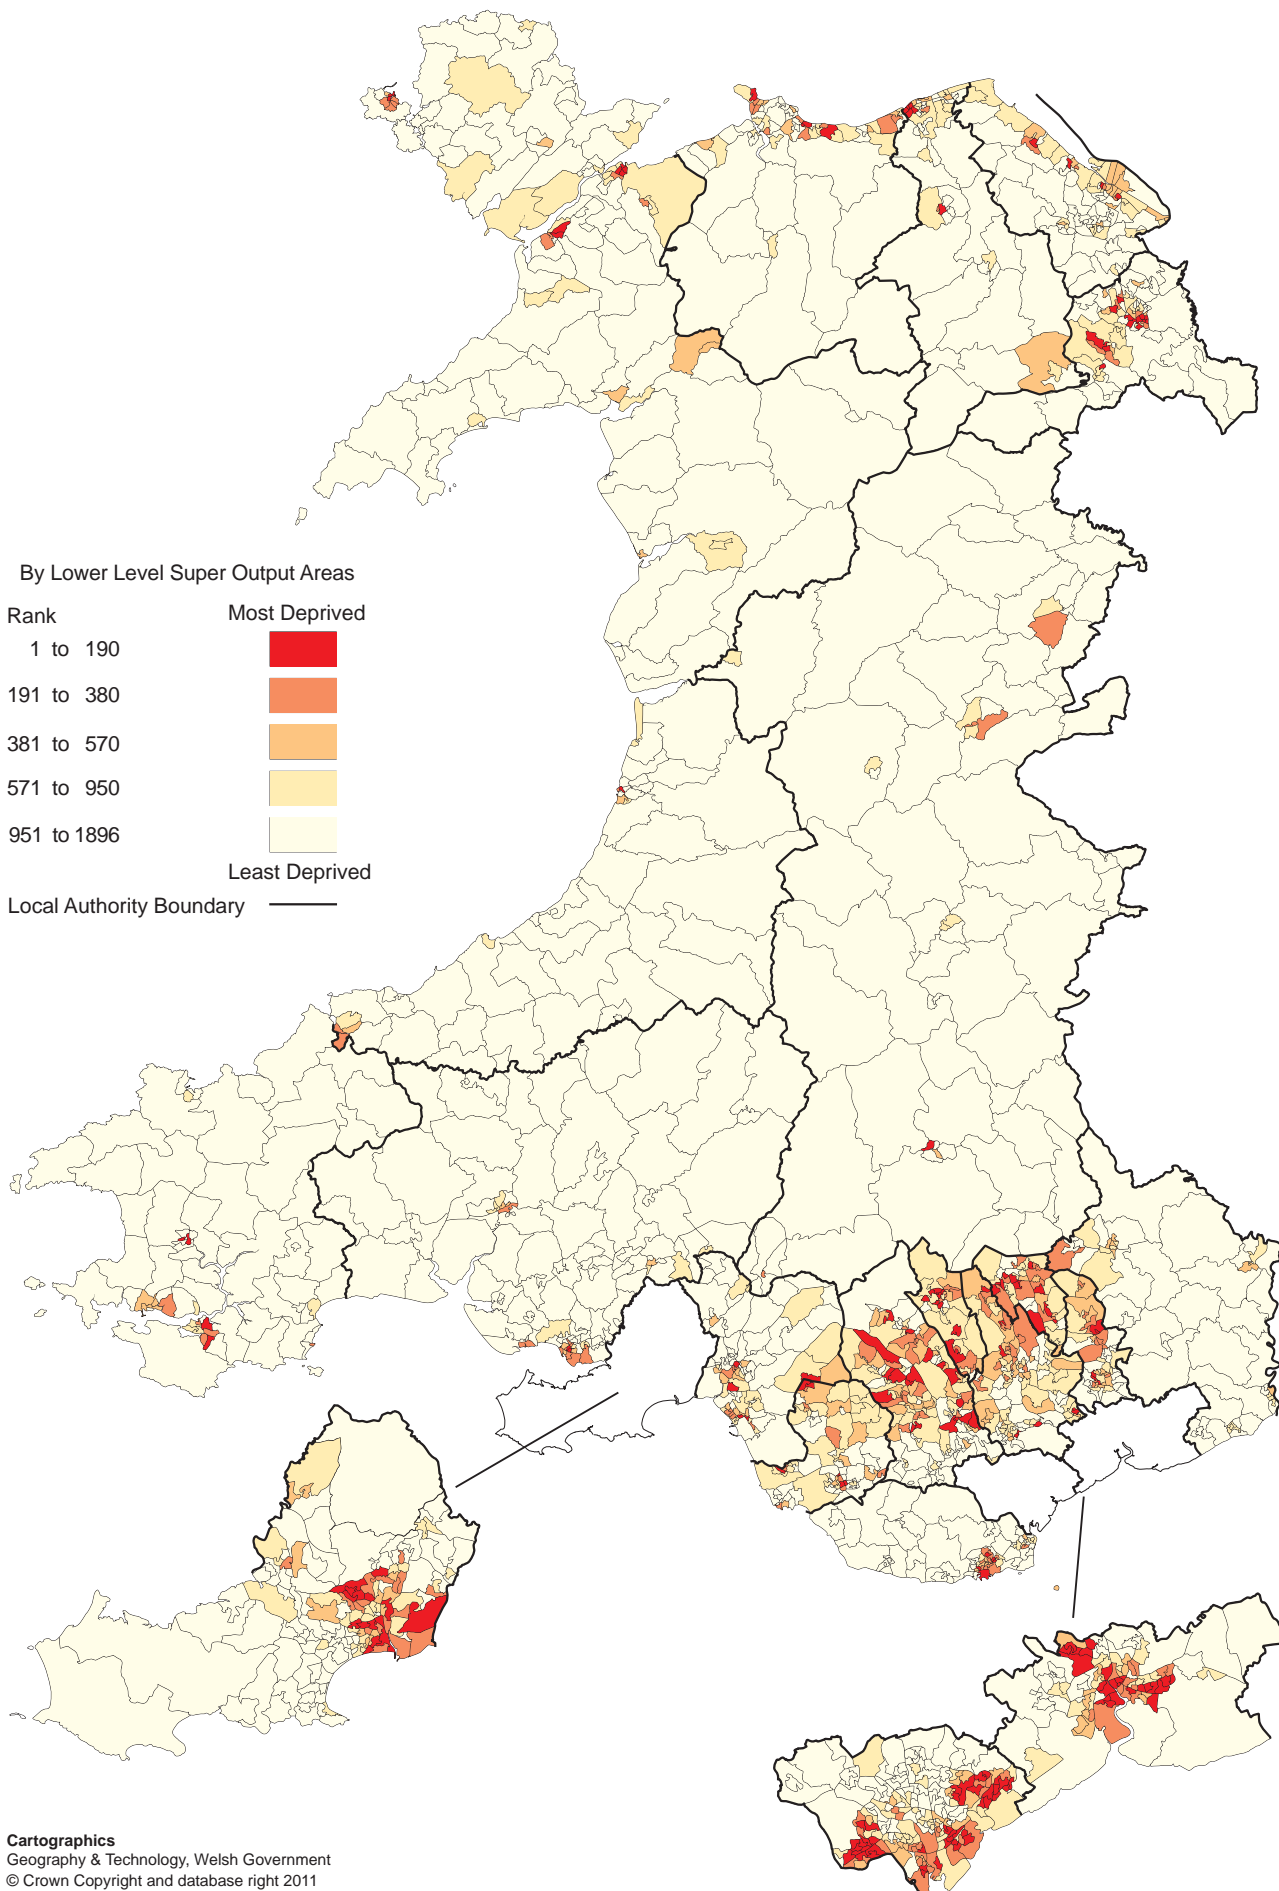 By Lower Level Super Output Areas
Rank Most Deprived
1 to 190
191 to 380
381 to 570
571 to 950
951 to 1896
Least Deprived
Local Authority Boundary
Cartographics
Geography & Technology, Welsh Government
© Crown Copyright and database right 2011